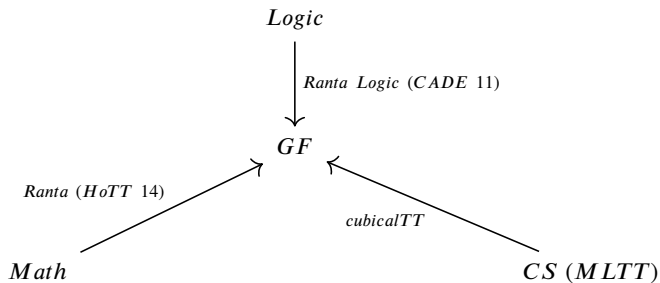 Logic
Ranta Logic (CADE 11)
GF
Ranta (HoTT 14)
cubicalTT
Math
CS (MLTT)